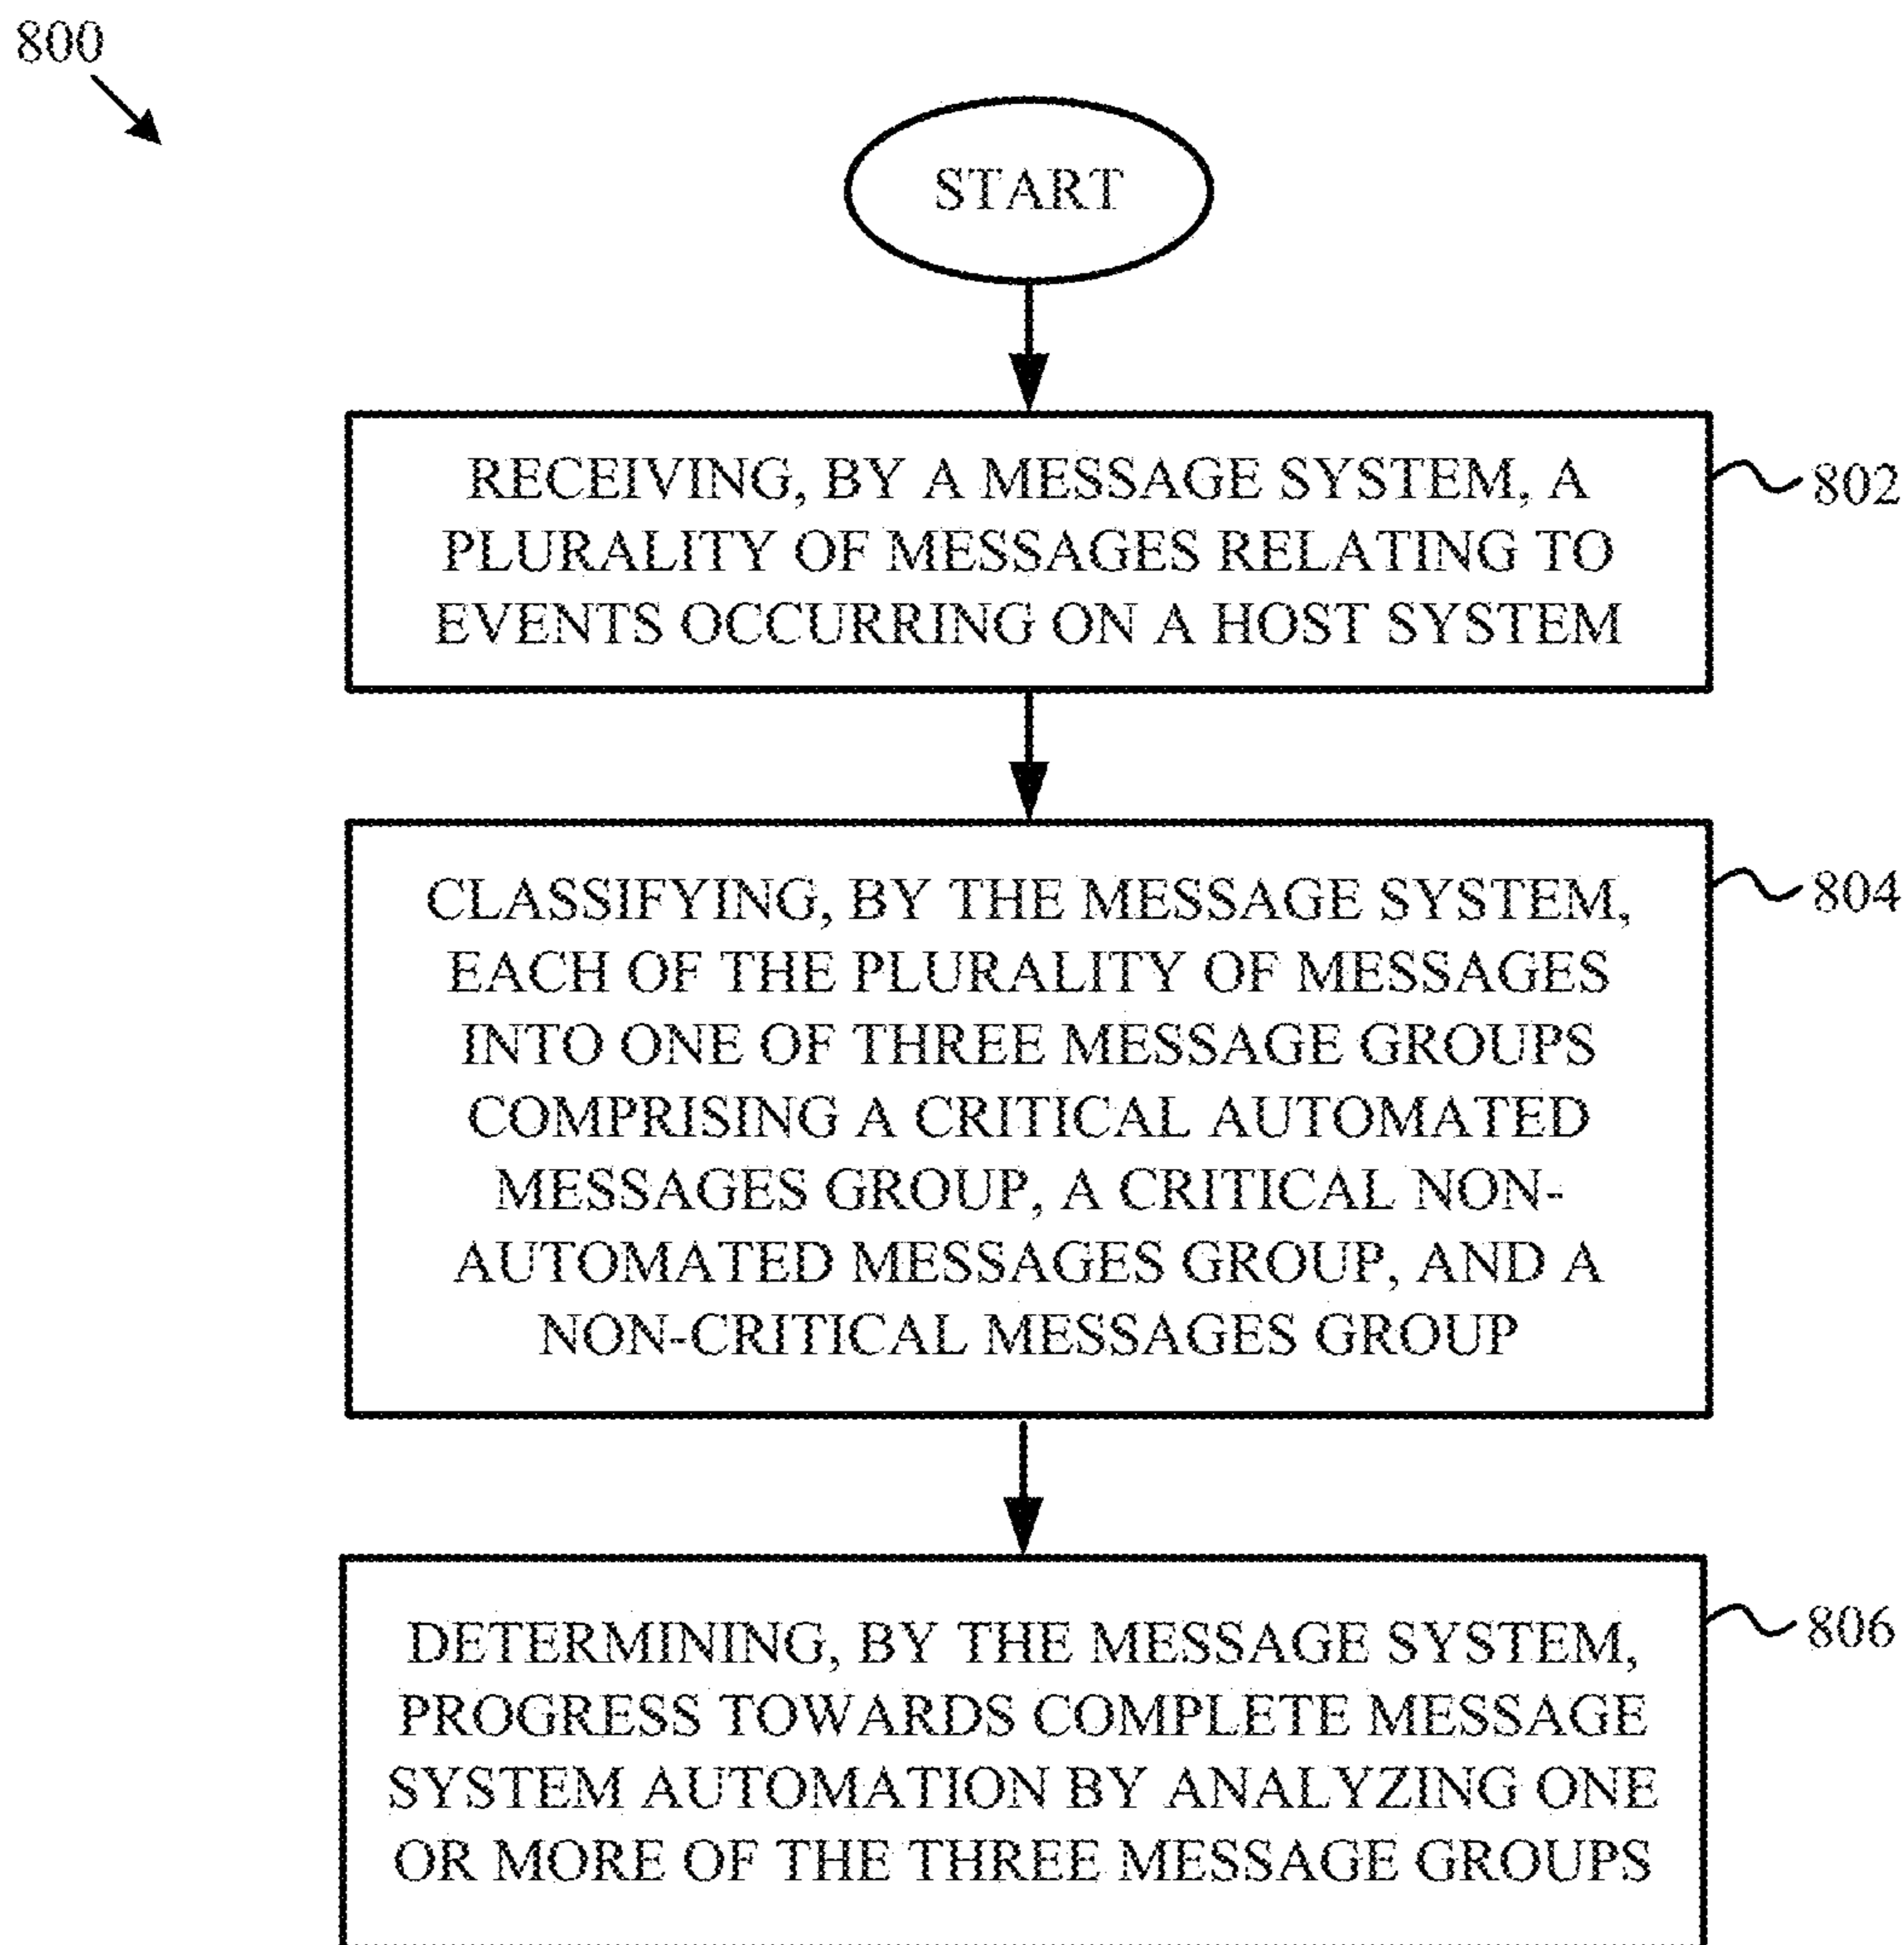 800
START
RECEIVING, BY A MESSAGE SYSTEM, A
PLURALITY OF MESSAGES RELATING TO
EVENTS OCCURRING ON A HOST SYSTEM
802
CLASSIFYING, BY THE MESSAGE SYSTEM,
EACH OF THE PLURALITY OF MESSAGES
INTO ONE OF THREE MESSAGE GROUPS
COMPRISING A CRITICAL AUTOMATED
MESSAGES GROUP, A CRITICAL NON-
AUTOMATED MESSAGES GROUP, AND A
NON-CRITICAL MESSAGES GROUP
804
DETERMINING, BY THE MESSAGE SYSTEM,
PROGRESS TOWARDS COMPLETE MESSAGE
SYSTEM AUTOMATION BY ANALYZING ONE
OR MORE OF THE THREE MESSAGE GROUPS
806